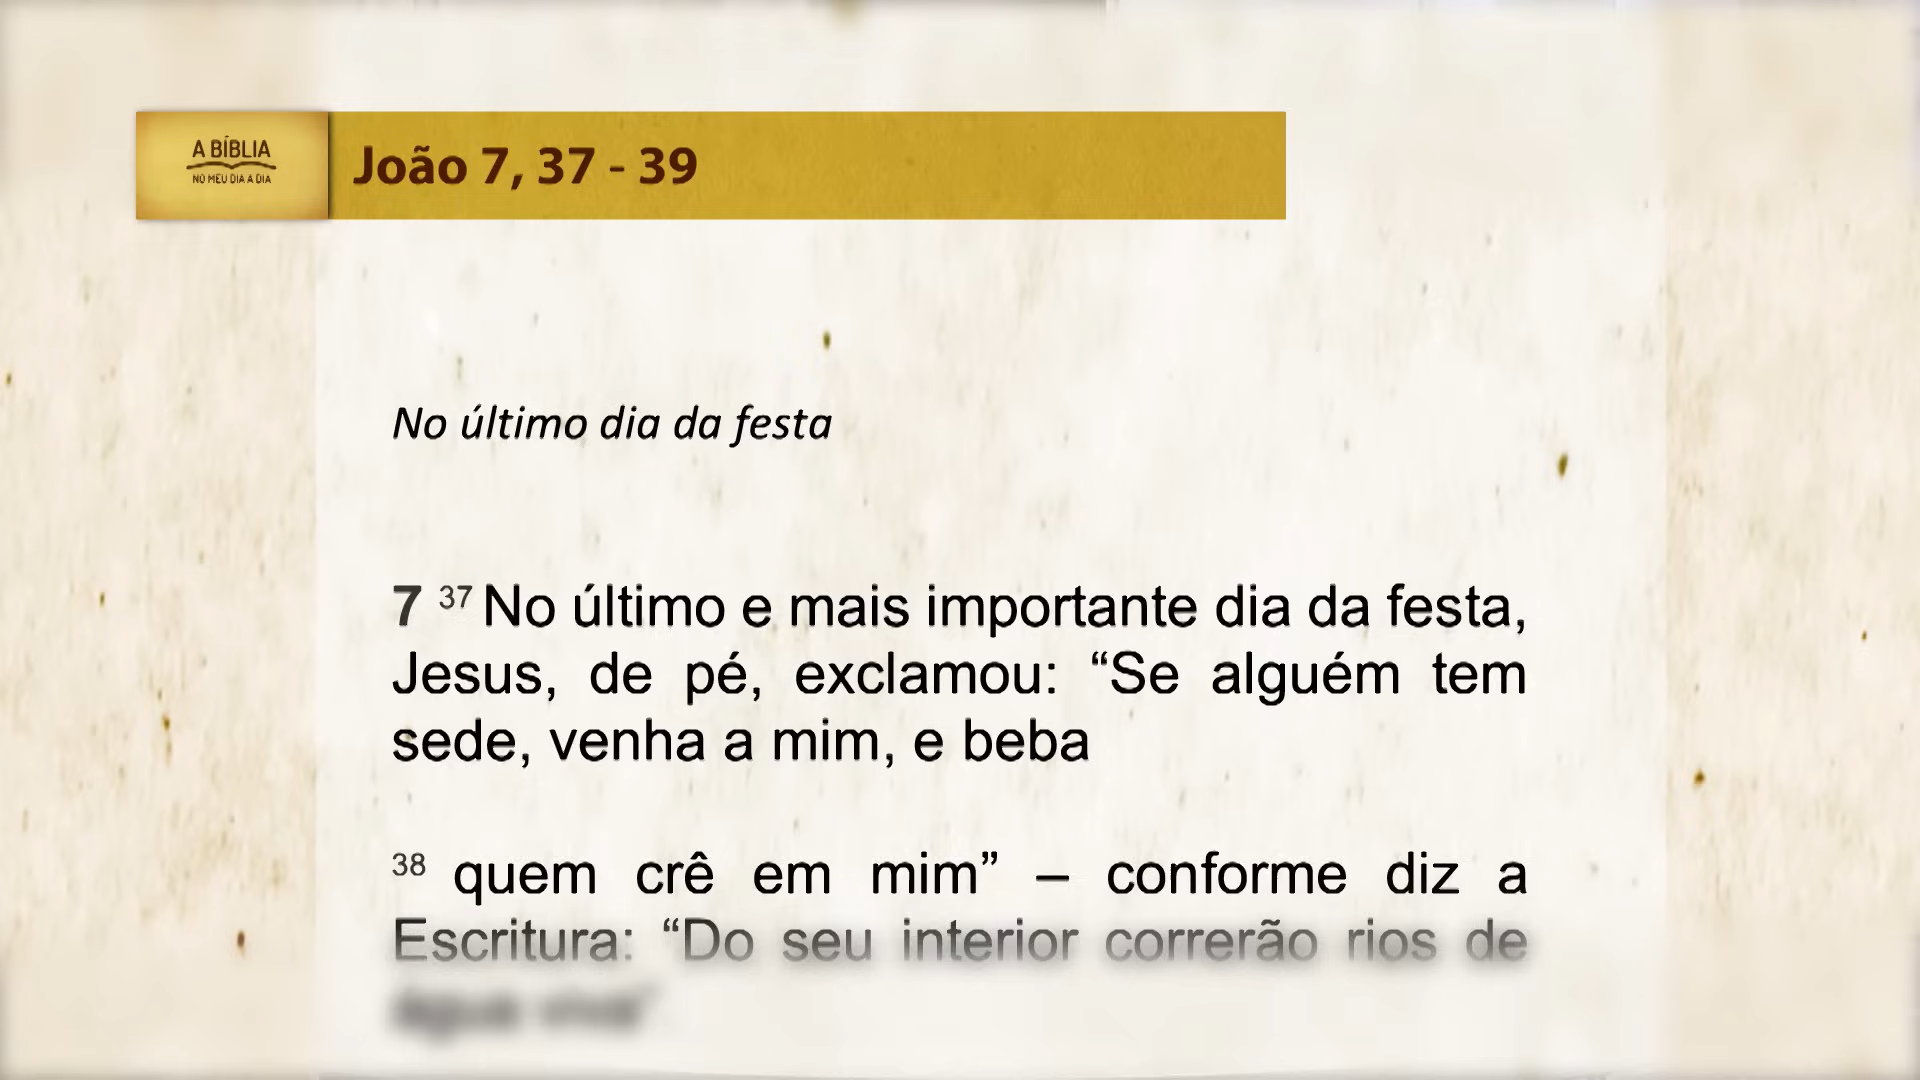 A BÍBLIA
NO MEU DIA A DIA
João 7, 37 - 39
No último dia da festa
7 37 No último e mais importante dia da festa,
Jesus, de pé, exclamou: “Se alguém tem
sede, venha a mim, e beba
38 quem crê em mim” – conforme diz a
Escritura: “Do seu interior correrão rios de
água viva”